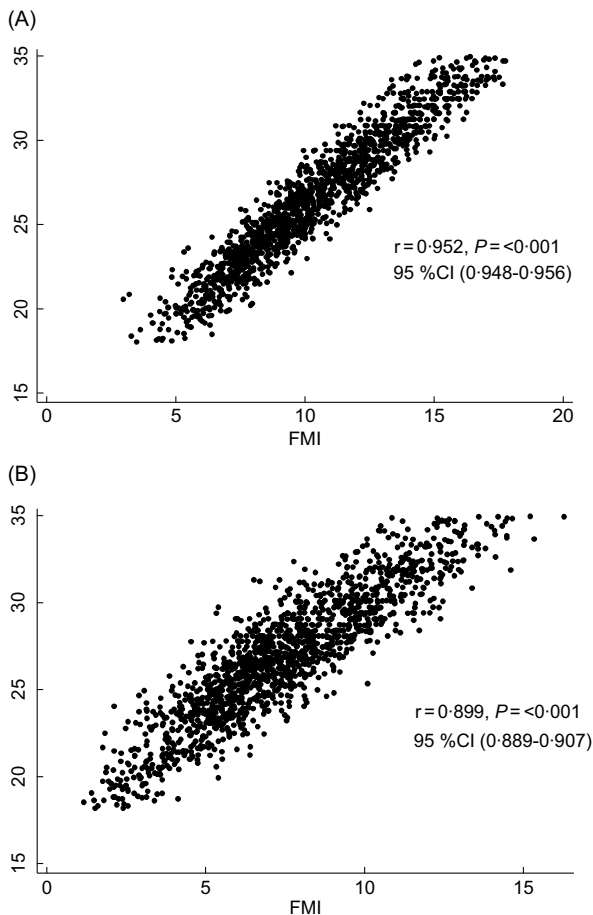 (A)
35
30
25
20
15
r=0·952, P=<0·001
95 %CI (0·948-0·956)
0 5 10 15 20
FMI
(B)
35
30
25
20
15
r=0·899, P=<0·001
95 %CI (0·889-0·907)
0 5 10 15
FMI